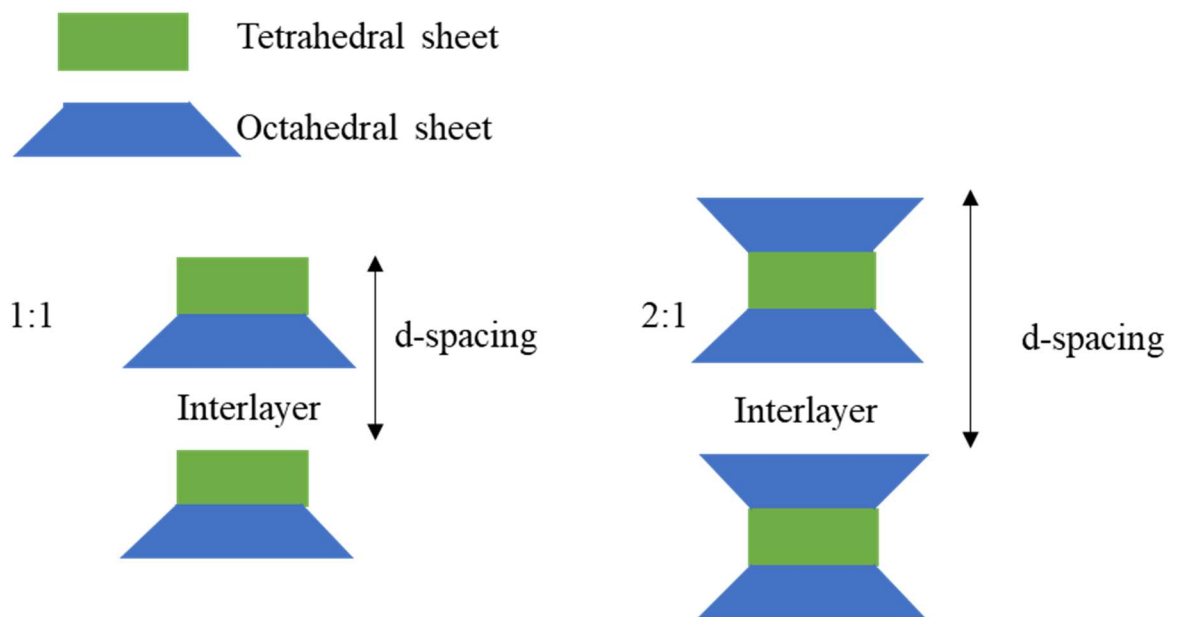 Tetrahedral sheet
Octahedral sheet
1:1
d-spacing
Interlayer
2:1
d-spacing
Interlayer